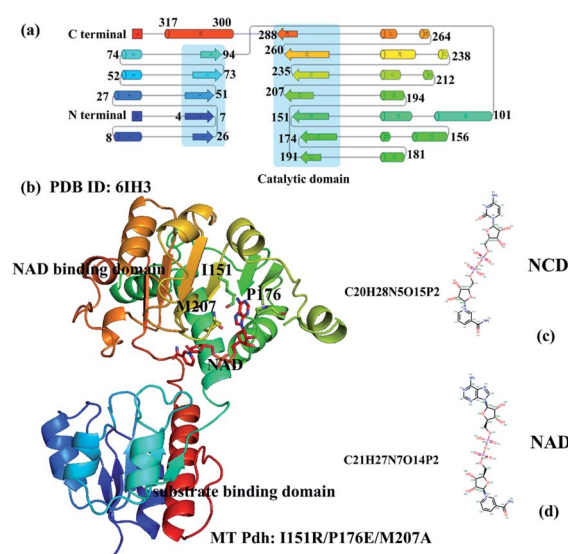 (a)
317 300
C terminal 288 264
74 94 260 238
52 73 235 212
27 51 207 194
N terminal 4 7 151 101
8 26 174 156
191 181
Catalytic domain
(b) PDB ID: 6IH3
NAD binding domain
I151
P176
M207
NAD
substrate binding domain
MT Pdh: I151R/P176E/M207A
NCD
C20H28N5O15P2
(c)
NAD
C21H27N7O14P2
(d)